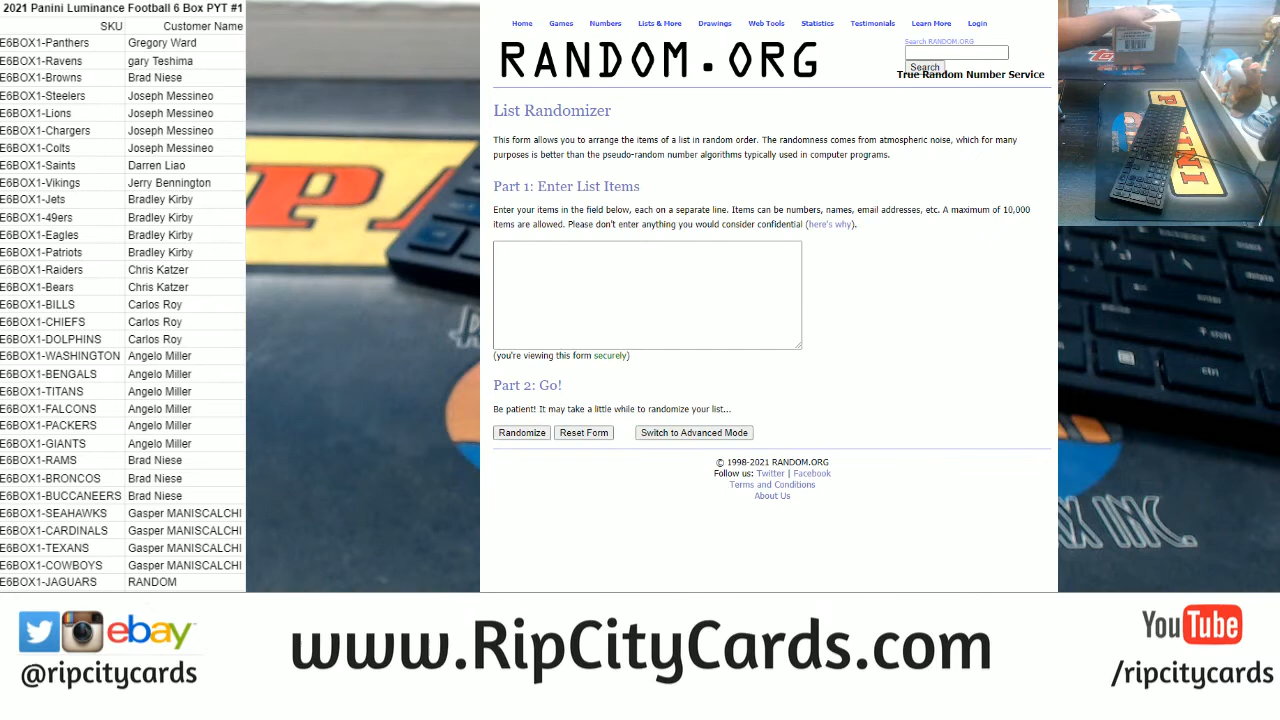 2021 Panini Luminance Football 6 Box PYT #1
SKU Customer Name
E6BOX1-Panthers Gregory Ward
E6BOX1-Ravens gary Teshima
E6BOX1-Browns Brad Niese
E6BOX1-Steelers Joseph Messineo
E6BOX1-Lions Joseph Messineo
E6BOX1-Chargers Joseph Messineo
E6BOX1-Colts Joseph Messineo
E6BOX1-Saints Darren Liao
E6BOX1-Vikings Jerry Bennington
E6BOX1-Jets Bradley Kirby
E6BOX1-49ers Bradley Kirby
E6BOX1-Eagles Bradley Kirby
E6BOX1-Patriots Bradley Kirby
E6BOX1-Raiders Chris Katzer
E6BOX1-Bears Chris Katzer
E6BOX1-BILLS Carlos Roy
E6BOX1-CHIEFS Carlos Roy
E6BOX1-DOLPHINS Carlos Roy
E6BOX1-WASHINGTON Angelo Miller
E6BOX1-BENGALS Angelo Miller
E6BOX1-TITANS Angelo Miller
E6BOX1-FALCONS Angelo Miller
E6BOX1-PACKERS Angelo Miller
E6BOX1-GIANTS Angelo Miller
E6BOX1-RAMS Brad Niese
E6BOX1-BRONCOS Brad Niese
E6BOX1-BUCCANEERS Brad Niese
E6BOX1-SEAHAWKS Gasper MANISCALCHI
E6BOX1-CARDINALS Gasper MANISCALCHI
E6BOX1-TEXANS Gasper MANISCALCHI
E6BOX1-COWBOYS Gasper MANISCALCHI
E6BOX1-JAGUARS RANDOM
Home Games Numbers Lists & More Drawings Web Tools Statistics Testimonials Learn More Login
RANDOM.ORG
Search RANDOM.ORG
Search
True Random Number Service
List Randomizer
This form allows you to arrange the items of a list in random order. The randomness comes from atmospheric noise, which for many
purposes is better than the pseudo-random number algorithms typically used in computer programs.
Part 1: Enter List Items
Enter your items in the field below, each on a separate line. Items can be numbers, names, email addresses, etc. A maximum of 10,000
items are allowed. Please don't enter anything you would consider confidential (here's why).
(you're viewing this form securely)
Part 2: Go!
Be patient! It may take a little while to randomize your list...
Randomize Reset Form Switch to Advanced Mode
© 1998-2021 RANDOM.ORG
Follow us: Twitter | Facebook
Terms and Conditions
About Us
PANINI
ctrl
INC.
ebay
@ripcitycards
www.RipCityCards.com
YouTube
/ripcitycards